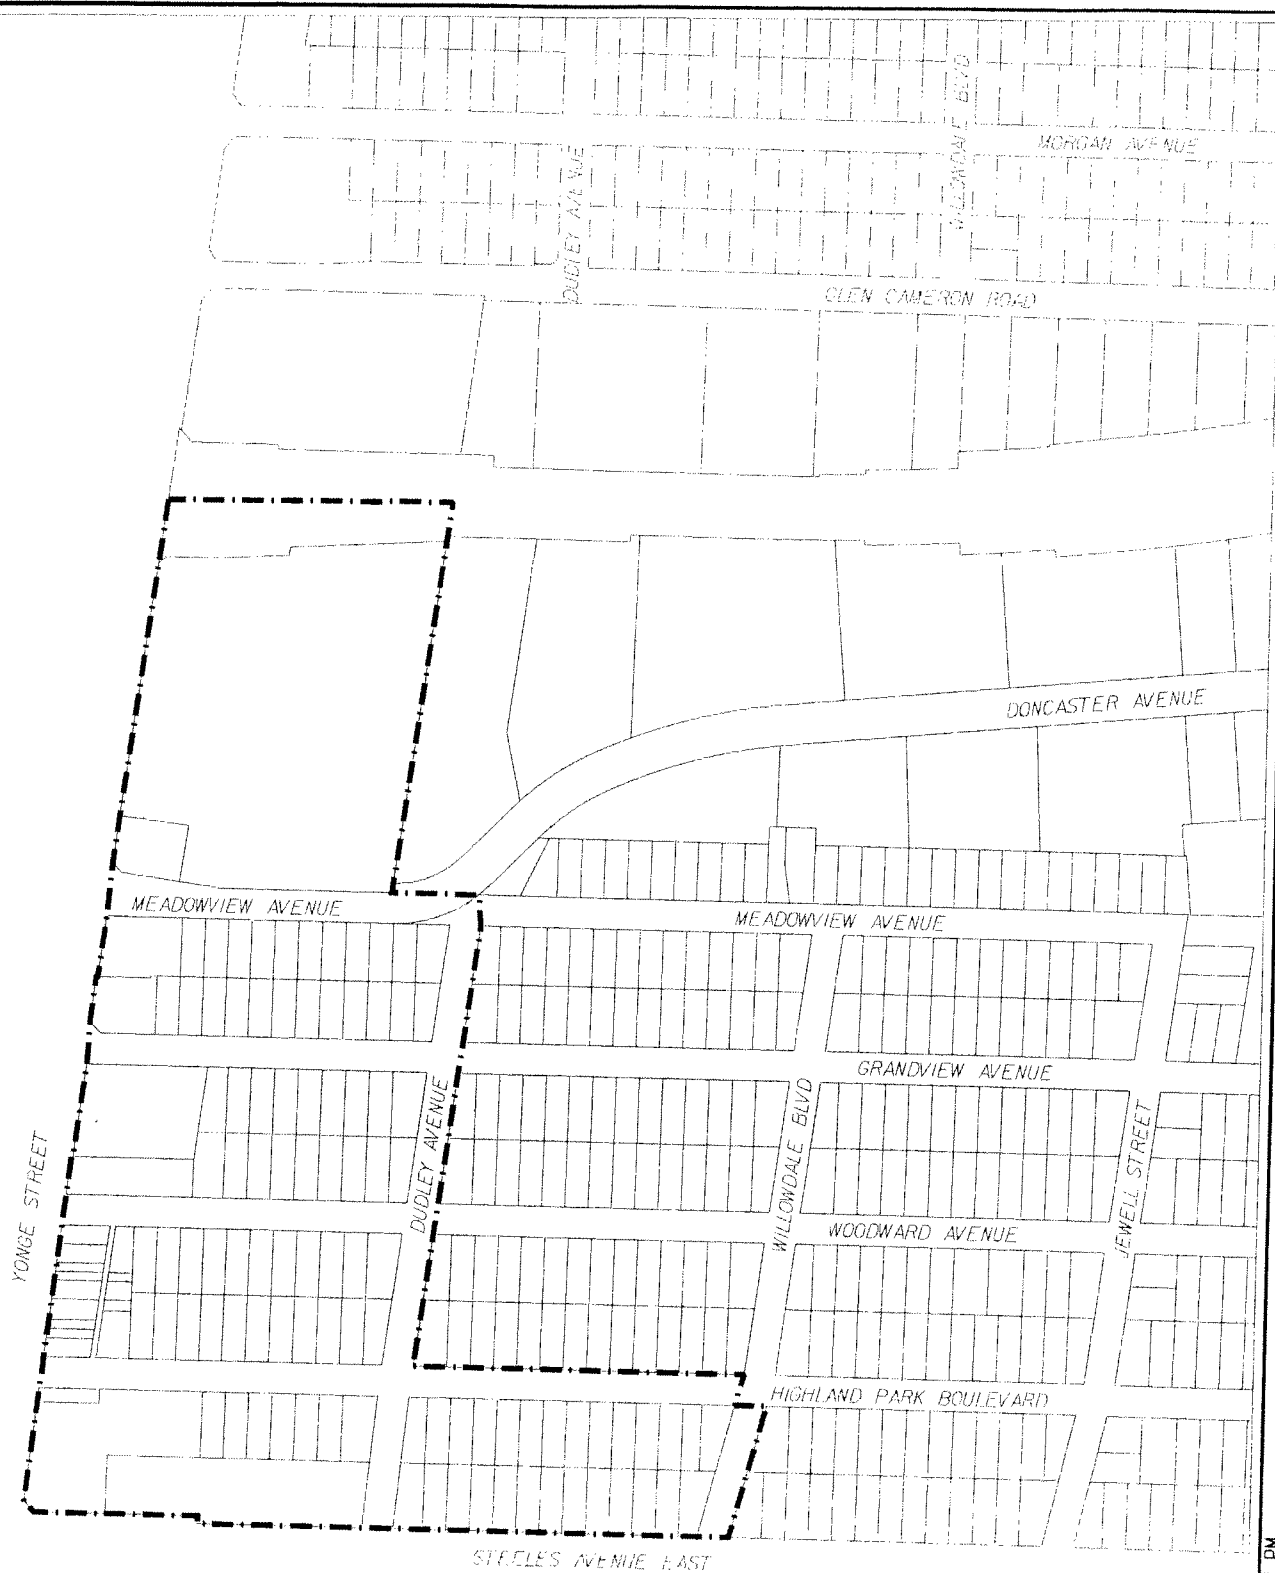 WILLOWDALE BLVD
MORGAN AVENUE
DUDLEY AVENUE
GLEN CAMERON ROAD
DONCASTER AVENUE
MEADOWVIEW AVENUE
MEADOWVIEW AVENUE
GRANDVIEW AVENUE
DUDLEY AVENUE
WILLOWDALE BLVD
JEWELL STREET
YONGE STREET
WOODWARD AVENUE
HIGHLAND PARK BOULEVARD
STEELES AVENUE EAST
PM